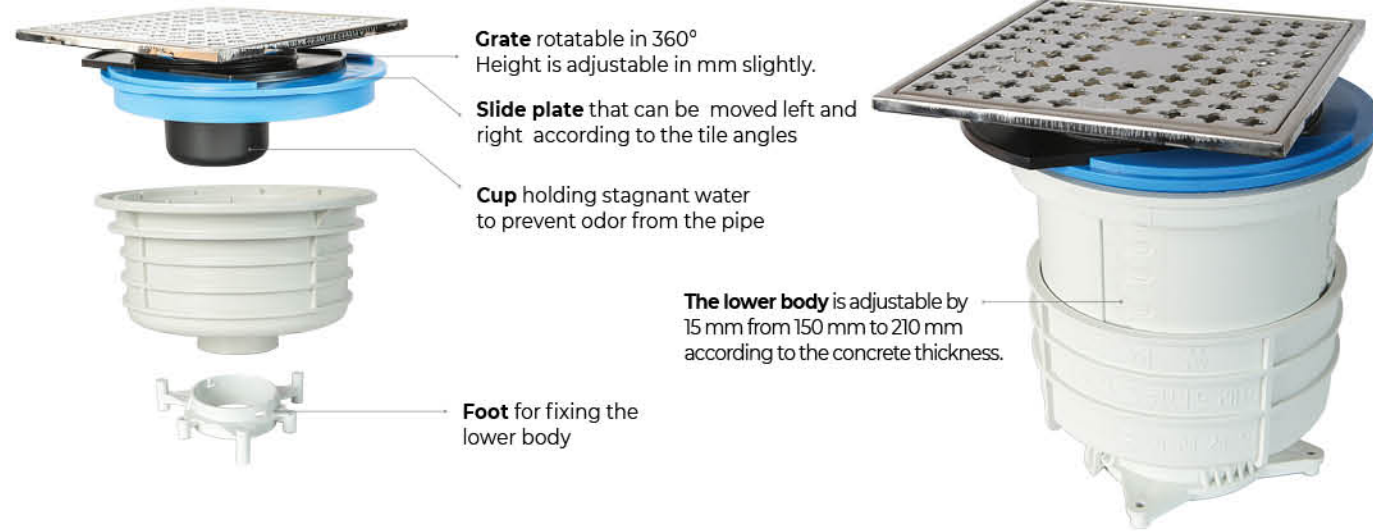 Grate rotatable in 360°
Height is adjustable in mm slightly.
Slide plate that can be moved left and
right according to the tile angles
Cup holding stagnant water
to prevent odor from the pipe
The lower body is adjustable by
15 mm from 150 mm to 210 mm
according to the concrete thickness.
Foot for fixing the
lower body